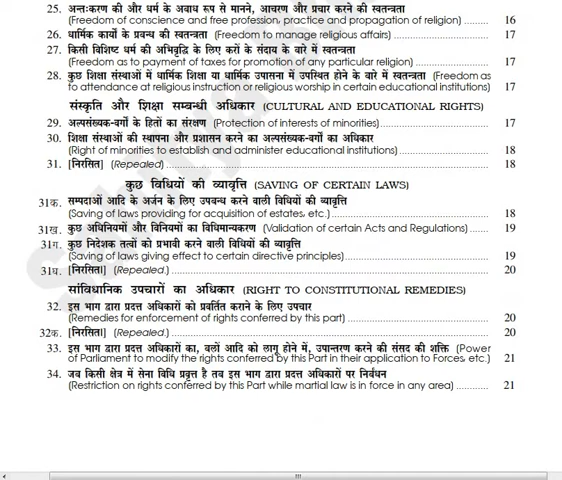 25. अन्तःकरण की और धर्म के अबाध रूप से मानने, आचरण और प्रचार करने की स्वतन्त्रता
(Freedom of conscience and free profession, practice and propagation of religion) ........... 16
26. धार्मिक कार्यों के प्रबन्ध की स्वतन्त्रता (Freedom to manage religious affairs) ........... 17
27. किसी विशिष्ट धर्म की अभिवृद्धि के लिए करों के संदाय के बारे में स्वतन्त्रता
(Freedom as to payment of taxes for promotion of any particular religion) ........... 17
28. कुछ शिक्षा संस्थाओं में धार्मिक शिक्षा या धार्मिक उपासना में उपस्थित होने के बारे में स्वतन्त्रता (Freedom as
to attendance at religious instruction or religious worship in certain educational institutions) 17
संस्कृति और शिक्षा सम्बन्धी अधिकार (CULTURAL AND EDUCATIONAL RIGHTS)
29. अल्पसंख्यक-वर्गों के हितों का संरक्षण (Protection of interests of minorities) ........... 17
30. शिक्षा संस्थाओं की स्थापना और प्रशासन करने का अल्पसंख्यक-वर्गों का अधिकार
(Right of minorities to establish and administer educational institutions) ........... 18
31. [निरसित] (Repealed) ........... 18
कुछ विधियों की व्यावृत्ति (SAVING OF CERTAIN LAWS)
31क. सम्पदाओं आदि के अर्जन के लिए उपबन्ध करने वाली विधियों की व्यावृत्ति
(Saving of laws providing for acquisition of estates, etc.) ........... 18
31ख. कुछ अधिनियमों और विनियमों का विधिमान्यकरण (Validation of certain Acts and Regulations) .. 19
31ग. कुछ निदेशक तत्वों को प्रभावी करने वाली विधियों की व्यावृत्ति
(Saving of laws giving effect to certain directive principles) ........... 19
31घ. [निरसित।] (Repealed.) ........... 20
सांविधानिक उपचारों का अधिकार (RIGHT TO CONSTITUTIONAL REMEDIES)
32. इस भाग द्वारा प्रदत्त अधिकारों को प्रवर्तित कराने के लिए उपचार
(Remedies for enforcement of rights conferred by this part) ........... 20
32क. [निरसित।] (Repealed.) ........... 20
33. इस भाग द्वारा प्रदत्त अधिकारों का, बलों आदि को लागू होने में, उपान्तरण करने की संसद की शक्ति (Power
of Parliament to modify the rights conferred by this Part in their application to Forces, etc.) 21
34. जब किसी क्षेत्र में सेना विधि प्रवृत्त है तब इस भाग द्वारा प्रदत्त अधिकारों पर निर्बंधन
(Restriction on rights conferred by this Part while martial law is in force in any area) ........... 21